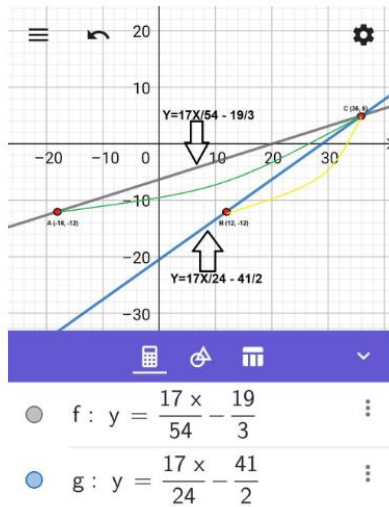 20
10
Y=17X/54 - 19/3
C (36, 5)
−20 −10 0 10 20 30
A (-18, -12)
B (12, -12)
−10
−20
Y=17X/24 - 41/2
−30
f : y = 17 x / 54 − 19 / 3
g : y = 17 x / 24 − 41 / 2